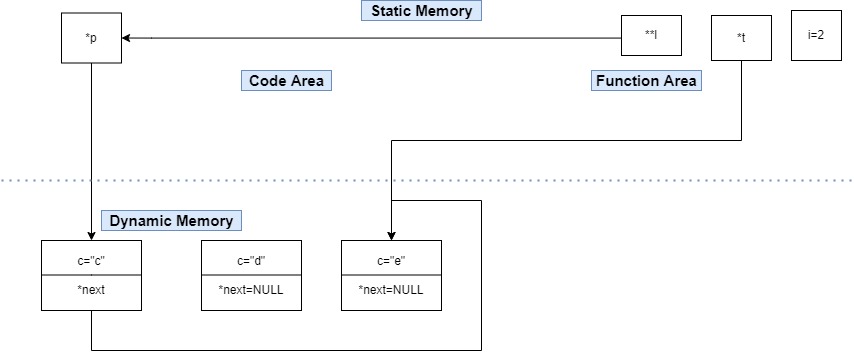 Static Memory
*p
**l
*t
i=2
Code Area
Function Area
Dynamic Memory
c="c"
c="d"
c="e"
*next
*next=NULL
*next=NULL